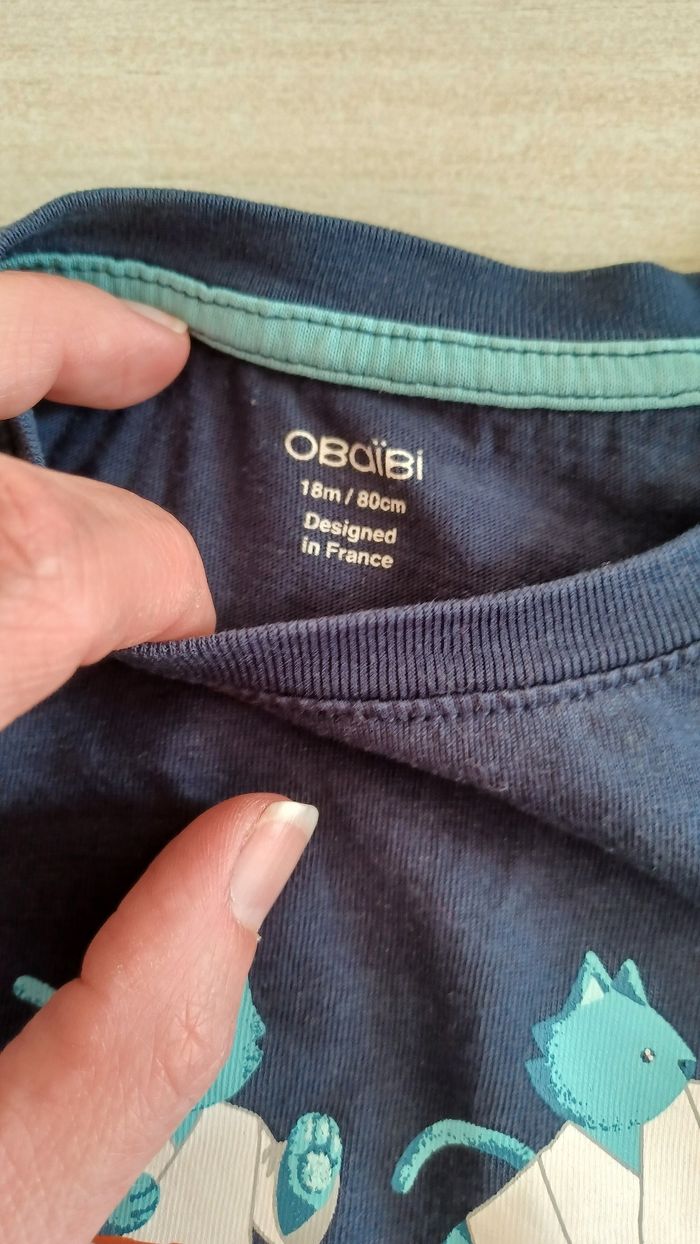 OBaïBi
18m / 80cm
Designed
in France